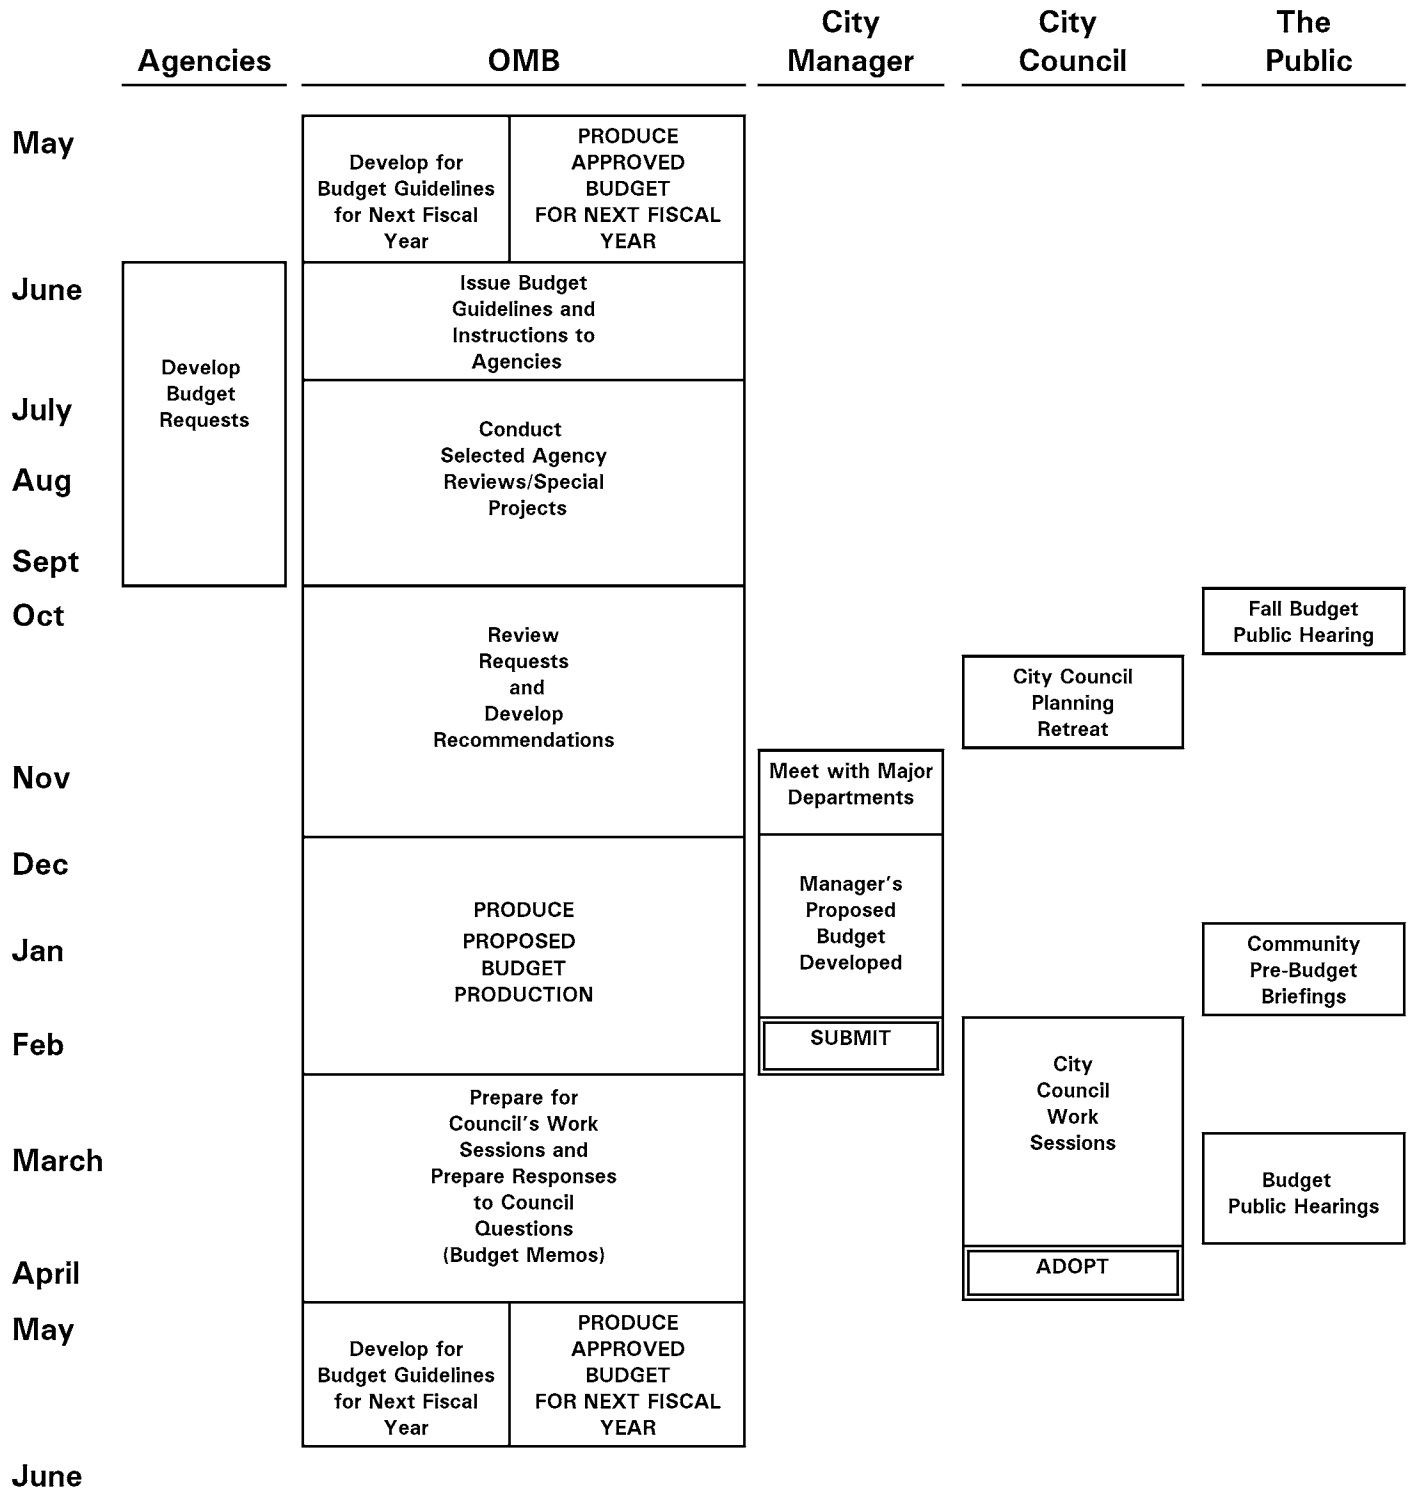 Agencies
OMB
City
Manager
City
Council
The
Public
May
Develop for
Budget Guidelines
for Next Fiscal
Year
PRODUCE
APPROVED
BUDGET
FOR NEXT FISCAL
YEAR
June
Develop
Budget
Requests
Issue Budget
Guidelines and
Instructions to
Agencies
July
Conduct
Selected Agency
Reviews/Special
Projects
Aug
Sept
Oct
Review
Requests
and
Develop
Recommendations
Fall Budget
Public Hearing
City Council
Planning
Retreat
Nov
Meet with Major
Departments
Dec
PRODUCE
PROPOSED
BUDGET
PRODUCTION
Manager's
Proposed
Budget
Developed
Jan
Community
Pre-Budget
Briefings
Feb
SUBMIT
City
Council
Work
Sessions
Prepare for
Council's Work
Sessions and
Prepare Responses
to Council
Questions
(Budget Memos)
March
Budget
Public Hearings
April
ADOPT
May
Develop for
Budget Guidelines
for Next Fiscal
Year
PRODUCE
APPROVED
BUDGET
FOR NEXT FISCAL
YEAR
June